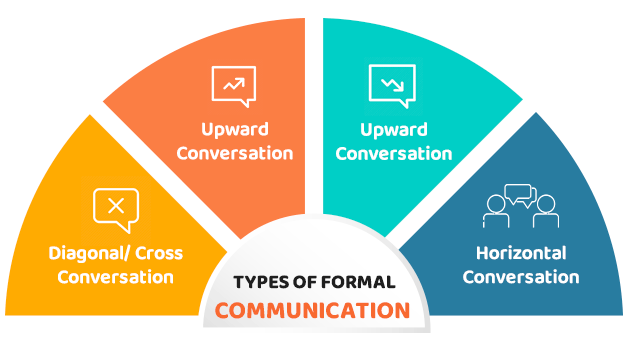 Upward
Conversation
Upward
Conversation
Diagonal/ Cross
Conversation
Horizontal
Conversation
TYPES OF FORMAL
COMMUNICATION